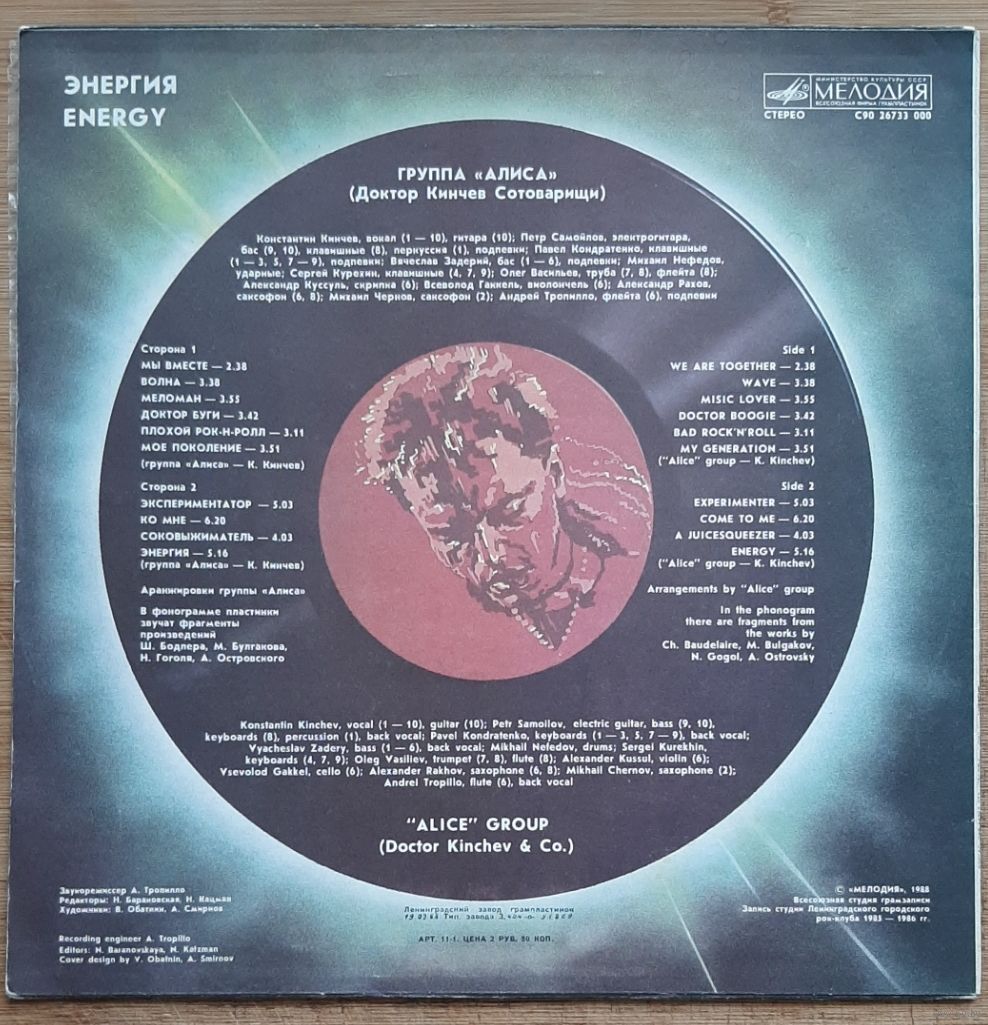 ЭНЕРГИЯ
ENERGY
МИНИСТЕРСТВО КУЛЬТУРЫ СССР
МЕЛОДИЯ
ВСЕСОЮЗНАЯ ФИРМА ГРАМПЛАСТИНОК
СТЕРЕО С90 26733 000
ГРУППА «АЛИСА»
(Доктор Кинчев Сотоварищи)
Константин Кинчев, вокал (1 — 10), гитара (10); Петр Самойлов, электрогитара,
бас (9, 10), клавишные (8), перкуссия (1), подпевки; Павел Кондратенко, клавишные
(1 — 3, 5, 7 — 9), подпевки; Вячеслав Задерий, бас (1 — 6), подпевки; Михаил Нефедов,
ударные; Сергей Курехин, клавишные (4, 7, 9); Олег Васильев, труба (7, 8), флейта (8);
Александр Куссуль, скрипка (6); Всеволод Гаккель, виолончель (6); Александр Рахов,
саксофон (6, 8); Михаил Чернов, саксофон (2); Андрей Тропилло, флейта (6), подпевки
Сторона 1
МЫ ВМЕСТЕ — 2.38
ВОЛНА — 3.38
МЕЛОМАН — 3.55
ДОКТОР БУГИ — 3.42
ПЛОХОЙ РОК-Н-РОЛЛ — 3.11
МОЕ ПОКОЛЕНИЕ — 3.51
(группа «Алиса» — К. Кинчев)
Сторона 2
ЭКСПЕРИМЕНТАТОР — 5.03
КО МНЕ — 6.20
СОКОВЫЖИМАТЕЛЬ — 4.03
ЭНЕРГИЯ — 5.16
(группа «Алиса» — К. Кинчев)
Аранжировки группы «Алиса»
В фонограмме пластинки
звучат фрагменты
произведений
Ш. Бодлера, М. Булгакова,
Н. Гоголя, А. Островского
Side 1
WE ARE TOGETHER — 2.38
WAVE — 3.38
MISIC LOVER — 3.55
DOCTOR BOOGIE — 3.42
BAD ROCK'N'ROLL — 3.11
MY GENERATION — 3.51
("Alice" group — K. Kinchev)
Side 2
EXPERIMENTER — 5.03
COME TO ME — 6.20
A JUICESQUEEZER — 4.03
ENERGY — 5.16
("Alice" group — K. Kinchev)
Arrangements by "Alice" group
In the phonogram
there are fragments from
the works by
Ch. Baudelaire, M. Bulgakov,
N. Gogol, A. Ostrovsky
Konstantin Kinchev, vocal (1 — 10), guitar (10); Petr Samoilov, electric guitar, bass (9, 10),
keyboards (8), percussion (1), back vocal; Pavel Kondratenko, keyboards (1 — 3, 5, 7 — 9), back vocal;
Vyacheslav Zadery, bass (1 — 6), back vocal; Mikhail Nefedov, drums; Sergei Kurekhin,
keyboards (4, 7, 9); Oleg Vasiliev, trumpet (7, 8), flute (8); Alexander Kussul, violin (6);
Vsevolod Gakkel, cello (6); Alexander Rakhov, saxophone (6, 8); Mikhail Chernov, saxophone (2);
Andrei Tropillo, flute (6), back vocal
"ALICE" GROUP
(Doctor Kinchev & Co.)
Звукорежиссер А. Тропилло
Редакторы: Н. Барановская, Н. Кацман
Художники: В. Обатнин, А. Смирнов
Recording engineer A. Tropillo
Editors: N. Baranovskaya, N. Katzman
Cover design by V. Obatnin, A. Smirnov
Ленинградский завод грампластинок
Тип. завода
АРТ. 11-1. ЦЕНА 2 РУБ. 50 КОП.
© «МЕЛОДИЯ», 1988
Всесоюзная студия грамзаписи
Запись студии Ленинградского городского
рок-клуба 1985 — 1986 гг.